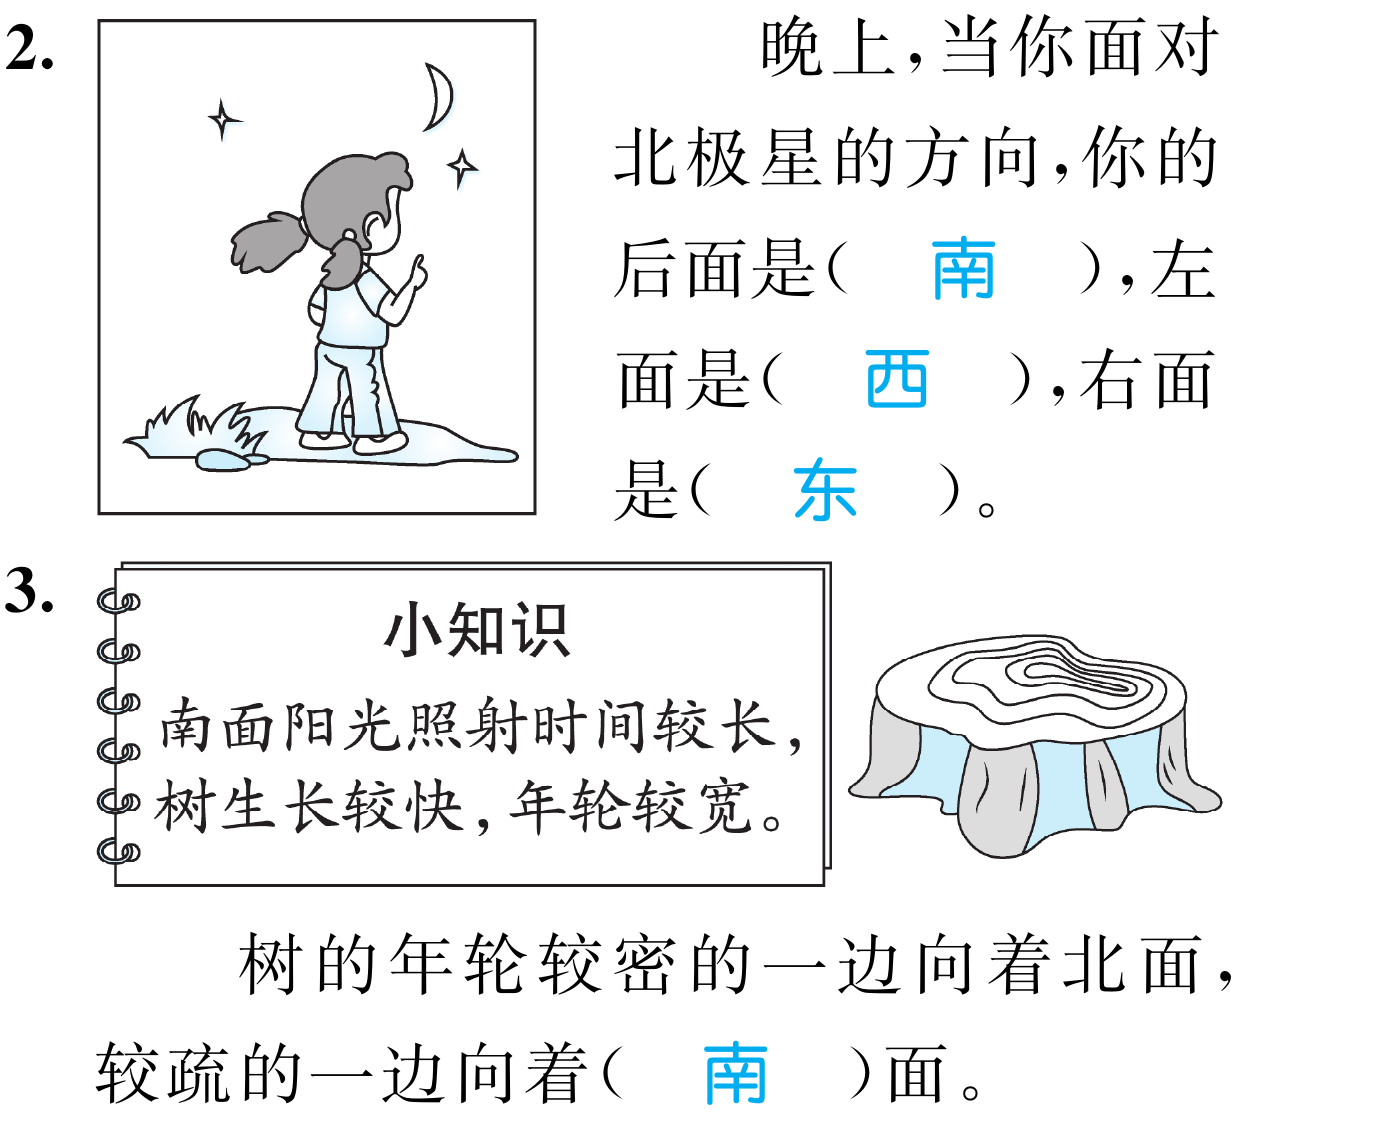 2.
晚上,当你面对
北极星的方向,你的
后面是( 南 ),左
面是( 西 ),右面
是( 东 )。
3.
小知识
南面阳光照射时间较长,
树生长较快,年轮较宽。
树的年轮较密的一边向着北面,
较疏的一边向着( 南 )面。